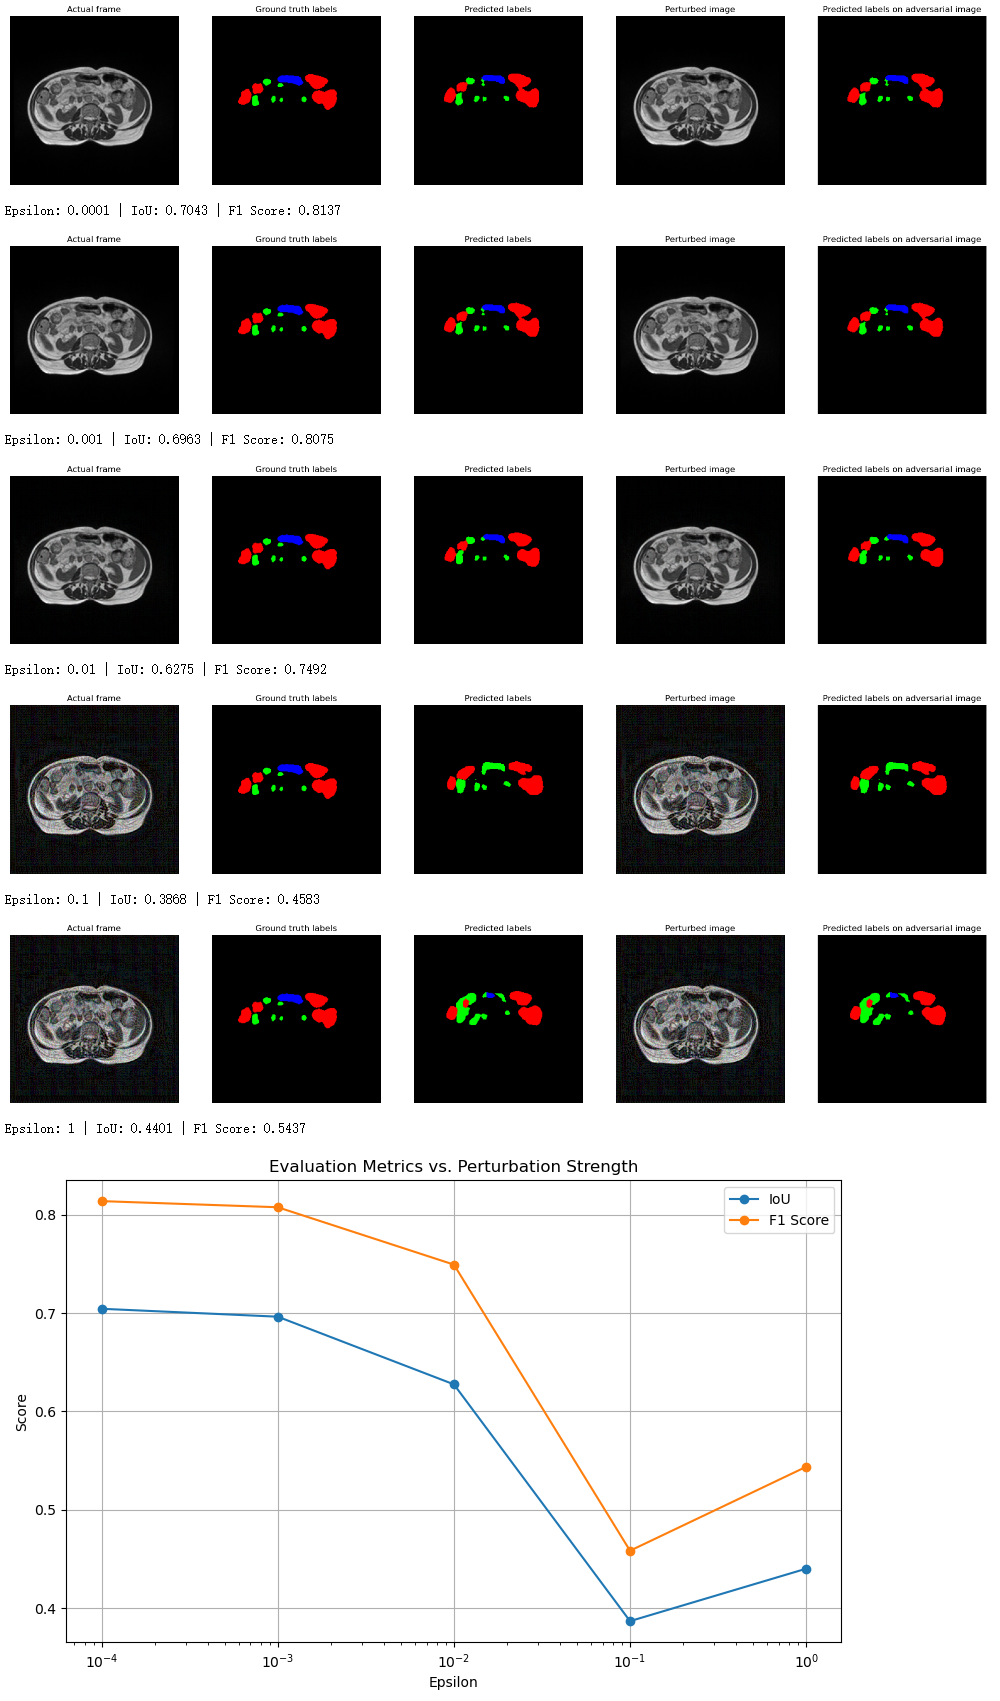 Actual frame Ground truth labels Predicted labels Perturbed image Predicted labels on adversarial image
Epsilon: 0.0001 | IoU: 0.7043 | F1 Score: 0.8137
Actual frame Ground truth labels Predicted labels Perturbed image Predicted labels on adversarial image
Epsilon: 0.001 | IoU: 0.6963 | F1 Score: 0.8075
Actual frame Ground truth labels Predicted labels Perturbed image Predicted labels on adversarial image
Epsilon: 0.01 | IoU: 0.6275 | F1 Score: 0.7492
Actual frame Ground truth labels Predicted labels Perturbed image Predicted labels on adversarial image
Epsilon: 0.1 | IoU: 0.3868 | F1 Score: 0.4583
Actual frame Ground truth labels Predicted labels Perturbed image Predicted labels on adversarial image
Epsilon: 1 | IoU: 0.4401 | F1 Score: 0.5437
Evaluation Metrics vs. Perturbation Strength
IoU
F1 Score
0.8
0.7
0.6
0.5
0.4
Score
10⁻⁴ 10⁻³ 10⁻² 10⁻¹ 10⁰
Epsilon